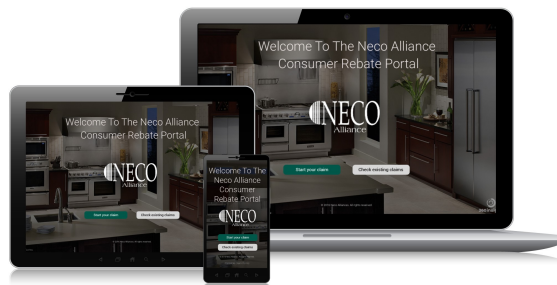 Welcome To The Neco Alliance
Consumer Rebate Portal
NECO
Alliance
Start your claim
Check existing claims
Welcome To The Neco Alliance
Consumer Rebate Portal
NECO
Alliance
Start your claim
Check existing claims
Welcome To The
Neco Alliance
Consumer
Rebate Portal
NECO
Alliance
Start your claim
Check existing claims